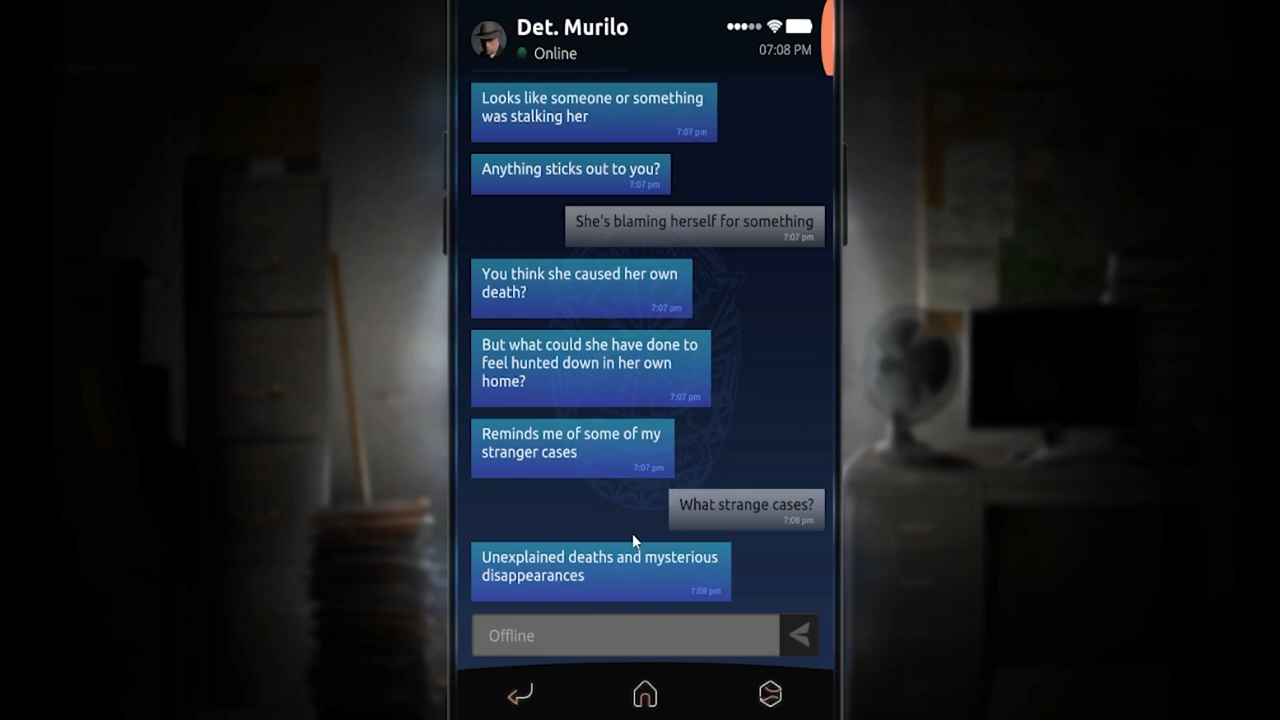 Det. Murilo
Online
07:08 PM
Looks like someone or something
was stalking her
7:07 pm
Anything sticks out to you?
7:07 pm
She's blaming herself for something
7:07 pm
You think she caused her own
death?
7:07 pm
But what could she have done to
feel hunted down in her own
home?
7:07 pm
Reminds me of some of my
stranger cases
7:07 pm
What strange cases?
7:08 pm
Unexplained deaths and mysterious
disappearances
7:08 pm
Offline